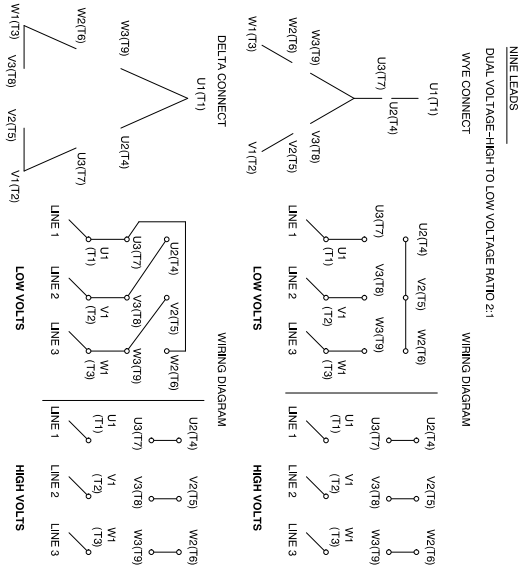 NINE LEADS
DUAL VOLTAGE-HIGH TO LOW VOLTAGE RATIO 2:1
WYE CONNECT
WIRING DIAGRAM
U1(T1)
U3(T7)
U2(T4)
W3(T9)
W2(T6)
W1(T3)
V3(T8)
V2(T5)
V1(T2)
U2(T4) V2(T5) W2(T6)
U3(T7) V3(T8) W3(T9)
U1 V1 W1
(T1) (T2) (T3)
LINE 1 LINE 2 LINE 3
LOW VOLTS
U2(T4) V2(T5) W2(T6)
U3(T7) V3(T8) W3(T9)
U1 V1 W1
(T1) (T2) (T3)
LINE 1 LINE 2 LINE 3
HIGH VOLTS
DELTA CONNECT
WIRING DIAGRAM
U1(T1)
W3(T9)
U2(T4)
W2(T6)
U3(T7)
W1(T3)
V3(T8)
V2(T5)
V1(T2)
U2(T4) V2(T5) W2(T6)
U3(T7) V3(T8) W3(T9)
U1 V1 W1
(T1) (T2) (T3)
LINE 1 LINE 2 LINE 3
LOW VOLTS
U2(T4) V2(T5) W2(T6)
U3(T7) V3(T8) W3(T9)
U1 V1 W1
(T1) (T2) (T3)
LINE 1 LINE 2 LINE 3
HIGH VOLTS